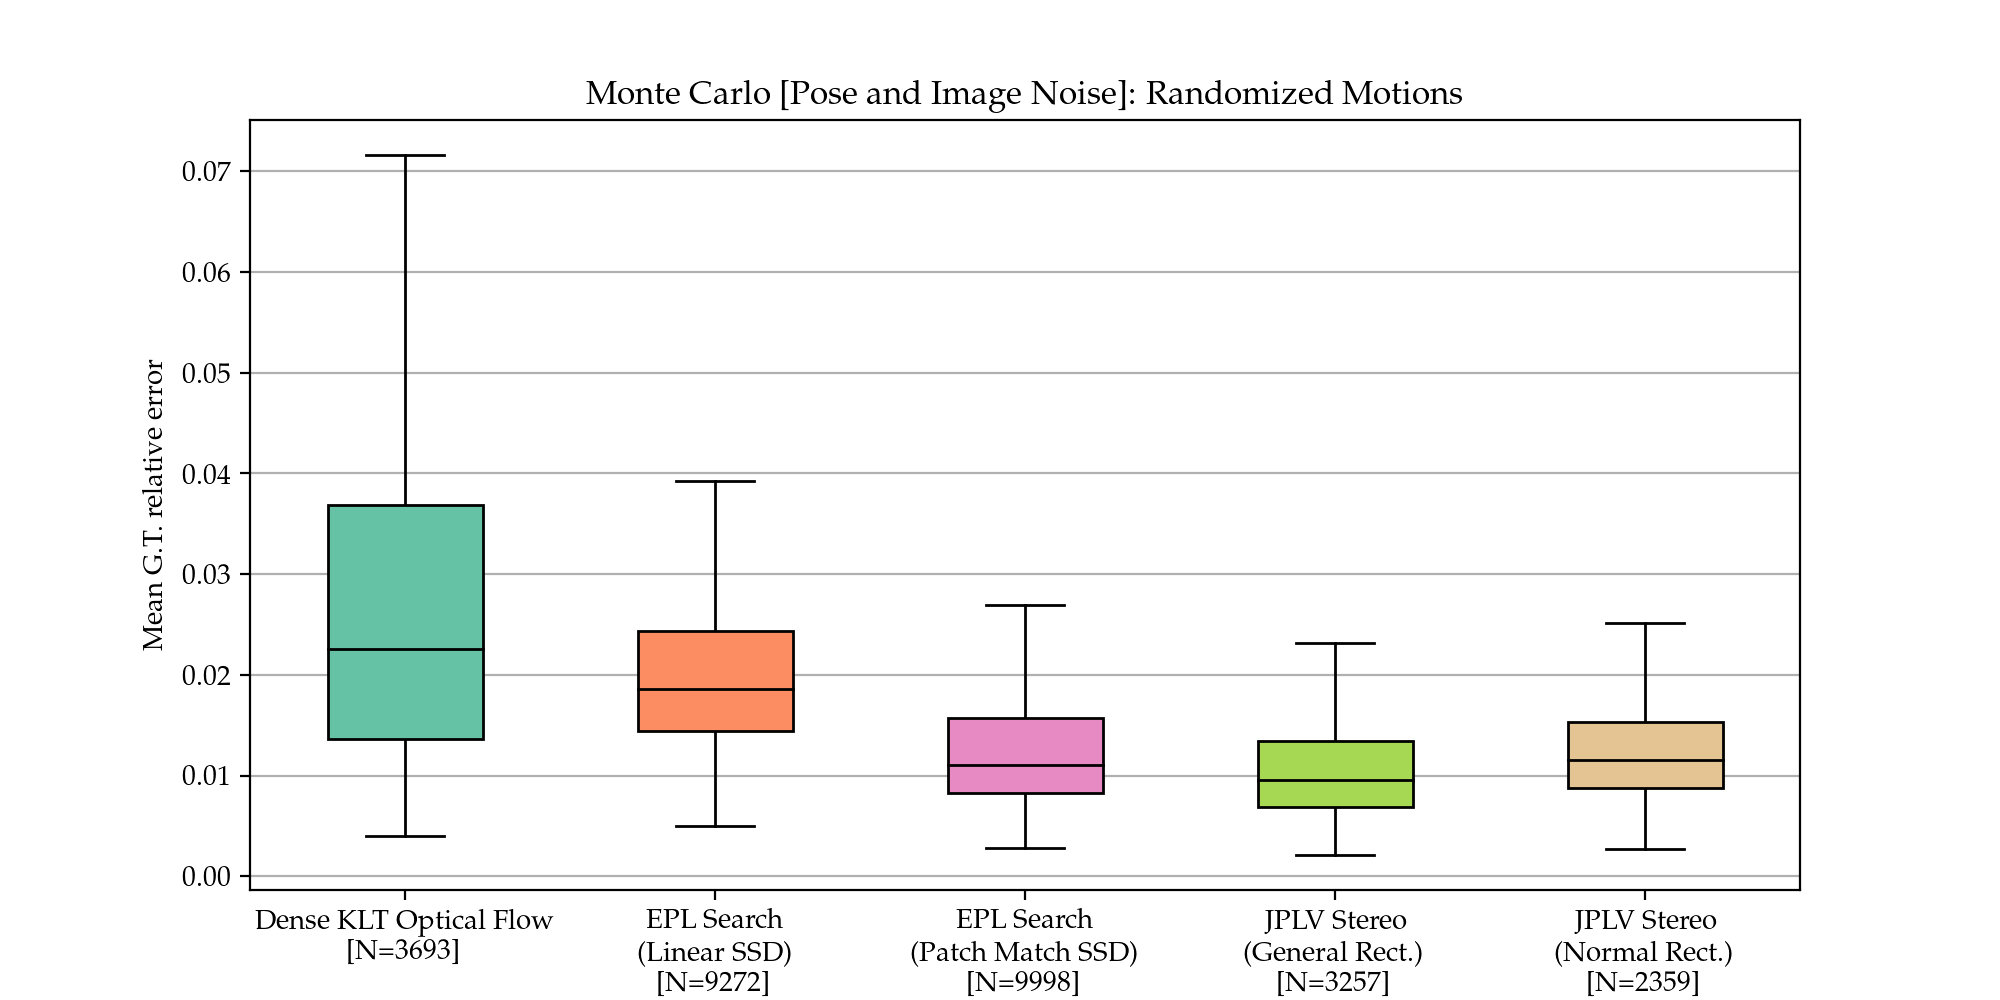 Monte Carlo [Pose and Image Noise]: Randomized Motions
Mean G.T. relative error
0.07
0.06
0.05
0.04
0.03
0.02
0.01
0.00
Dense KLT Optical Flow
[N=3693]
EPL Search
(Linear SSD)
[N=9272]
EPL Search
(Patch Match SSD)
[N=9998]
JPLV Stereo
(General Rect.)
[N=3257]
JPLV Stereo
(Normal Rect.)
[N=2359]